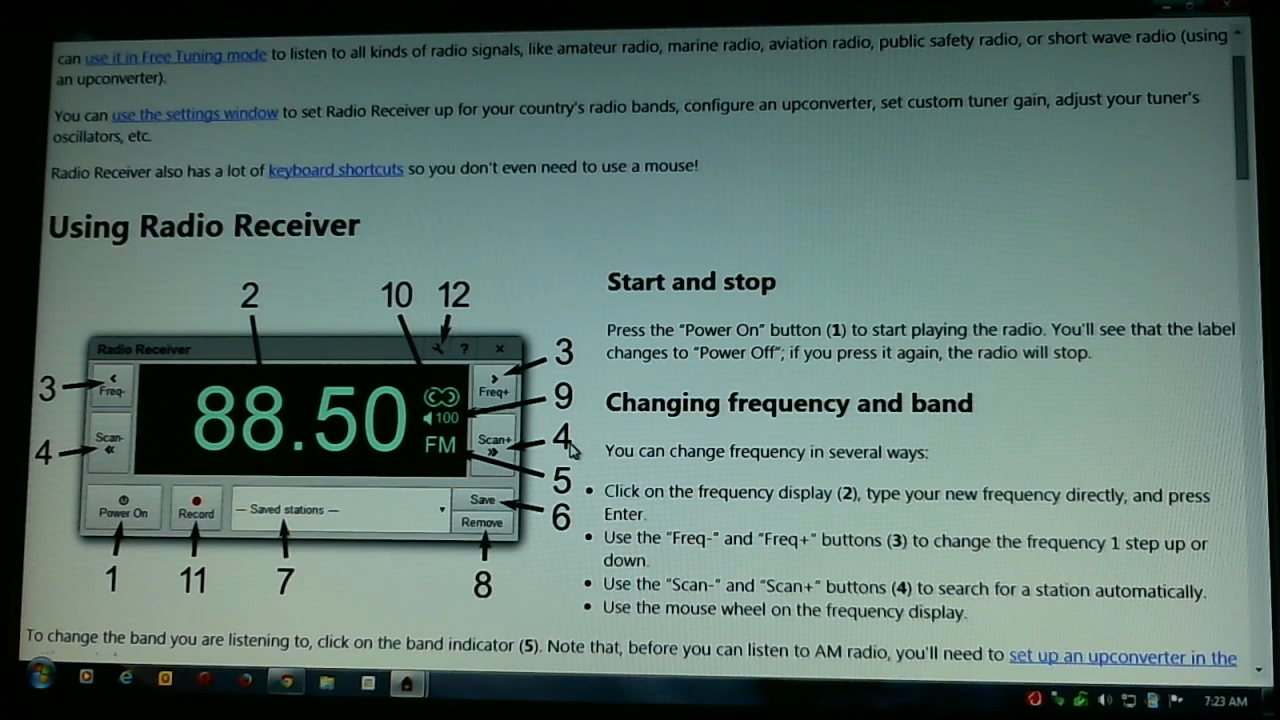 can use it in Free Tuning mode to listen to all kinds of radio signals, like amateur radio, marine radio, aviation radio, public safety radio, or short wave radio (using
an upconverter).
You can use the settings window to set Radio Receiver up for your country's radio bands, configure an upconverter, set custom tuner gain, adjust your tuner's
oscillators, etc.
Radio Receiver also has a lot of keyboard shortcuts so you don't even need to use a mouse!
Using Radio Receiver
2 10 12
Radio Receiver ? ×
3
3
Freq-
Freq+
88.50
100
FM
9
4
4
Scan-
Scan+
5
6
Power On
Record
— Saved stations —
Save
Remove
1 11 7 8
Start and stop
Press the "Power On" button (1) to start playing the radio. You'll see that the label
changes to "Power Off"; if you press it again, the radio will stop.
Changing frequency and band
You can change frequency in several ways:
• Click on the frequency display (2), type your new frequency directly, and press
Enter.
• Use the "Freq-" and "Freq+" buttons (3) to change the frequency 1 step up or
down.
• Use the "Scan-" and "Scan+" buttons (4) to search for a station automatically.
• Use the mouse wheel on the frequency display.
To change the band you are listening to, click on the band indicator (5). Note that, before you can listen to AM radio, you'll need to set up an upconverter in the
7:23 AM